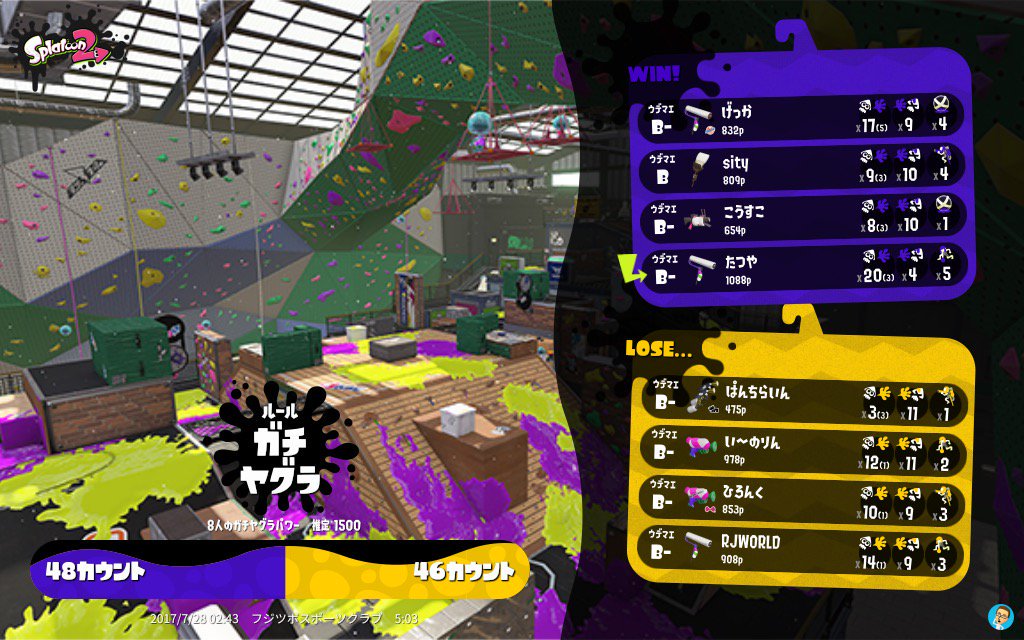 Splatoon 2
ルール
ガチ
ヤグラ
8人のガチヤグラパワー 推定 1500
48カウント
46カウント
2017/7/28 02:43 フジツボスポーツクラブ 5:03
WIN!
ウデマエ B- げっか 832p x17(5) x9 x4
ウデマエ B sity 809p x9(3) x10 x4
ウデマエ B- こうすこ 654p x8(3) x10 x1
ウデマエ B- たつや 1088p x20(3) x4 x5
LOSE...
ウデマエ B- ぱんちらいん 475p x3(3) x11 x1
ウデマエ B- い〜のりん 978p x12(1) x11 x2
ウデマエ B- ひろんく 853p x10(1) x9 x3
ウデマエ B- RJWORLD 908p x14(1) x9 x3